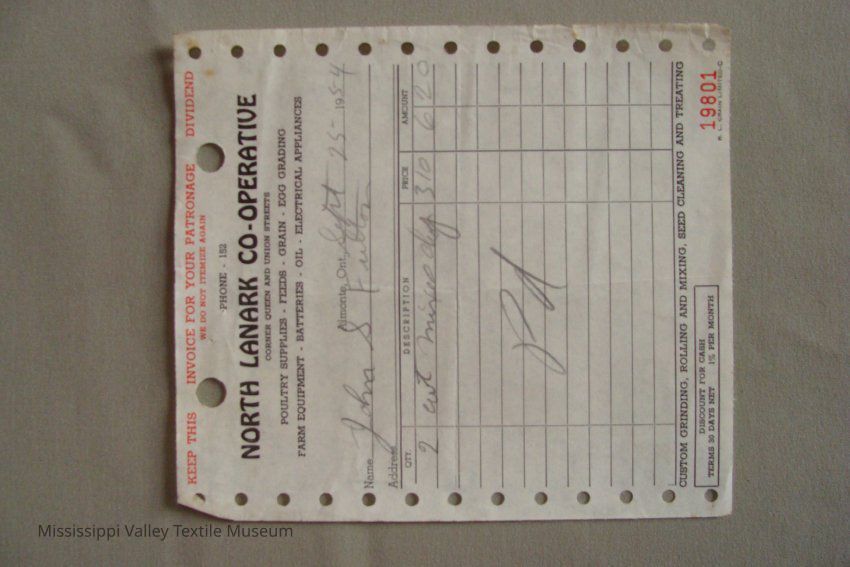 KEEP THIS INVOICE FOR YOUR PATRONAGE DIVIDEND
WE DO NOT ITEMIZE AGAIN
PHONE - 152
NORTH LANARK CO-OPERATIVE
CORNER QUEEN AND UNION STREETS
POULTRY SUPPLIES - FEEDS - GRAIN - EGG GRADING
FARM EQUIPMENT - BATTERIES - OIL - ELECTRICAL APPLIANCES
Almonte, Ont., Sept 25 1954
Name John S Fulton
Address
QTY. DESCRIPTION PRICE AMOUNT
2 cwt mixed 310 620
Pd
CUSTOM GRINDING, ROLLING AND MIXING, SEED CLEANING AND TREATING
DISCOUNT FOR CASH
TERMS 30 DAYS NET 1% PER MONTH
19801
R. L. CRAIN LIMITED
Mississippi Valley Textile Museum